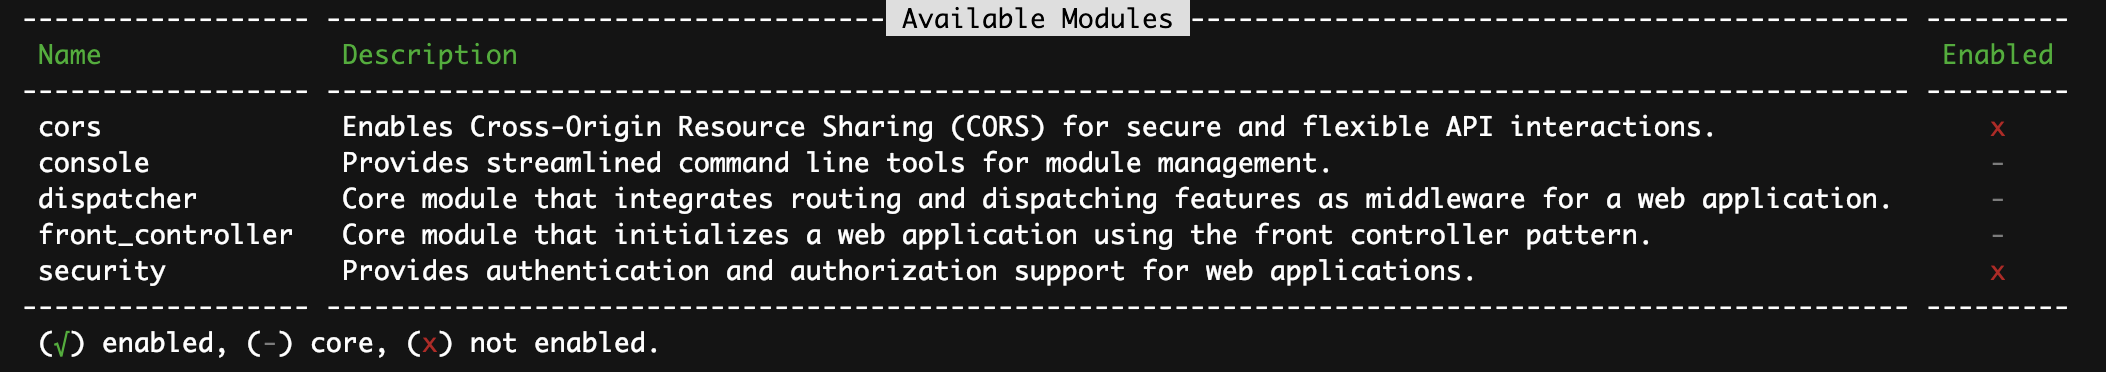 Available Modules
Name Description Enabled
cors Enables Cross-Origin Resource Sharing (CORS) for secure and flexible API interactions. x
console Provides streamlined command line tools for module management. -
dispatcher Core module that integrates routing and dispatching features as middleware for a web application. -
front_controller Core module that initializes a web application using the front controller pattern. -
security Provides authentication and authorization support for web applications. x
(√) enabled, (-) core, (x) not enabled.